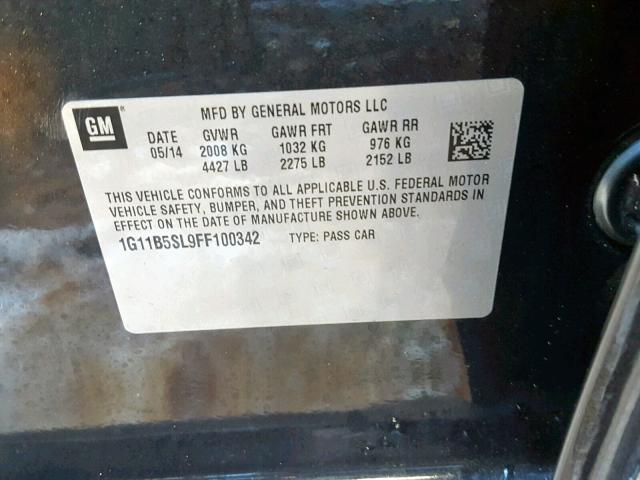 GM
MFD BY GENERAL MOTORS LLC
DATE GVWR GAWR FRT GAWR RR
05/14 2008 KG 1032 KG 976 KG
4427 LB 2275 LB 2152 LB
THIS VEHICLE CONFORMS TO ALL APPLICABLE U.S. FEDERAL MOTOR
VEHICLE SAFETY, BUMPER, AND THEFT PREVENTION STANDARDS IN
EFFECT ON THE DATE OF MANUFACTURE SHOWN ABOVE.
1G11B5SL9FF100342 TYPE: PASS CAR